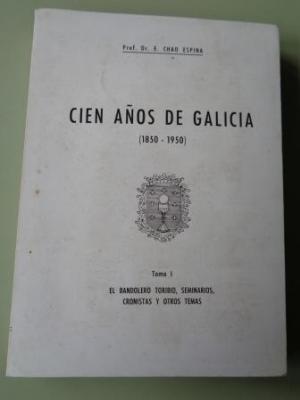 Prof. Dr. E. CHAO ESPINA
CIEN AÑOS DE GALICIA
(1850 - 1950)
Tomo I
EL BANDOLERO TORIBIO, SEMINARIOS,
CRONISTAS Y OTROS TEMAS